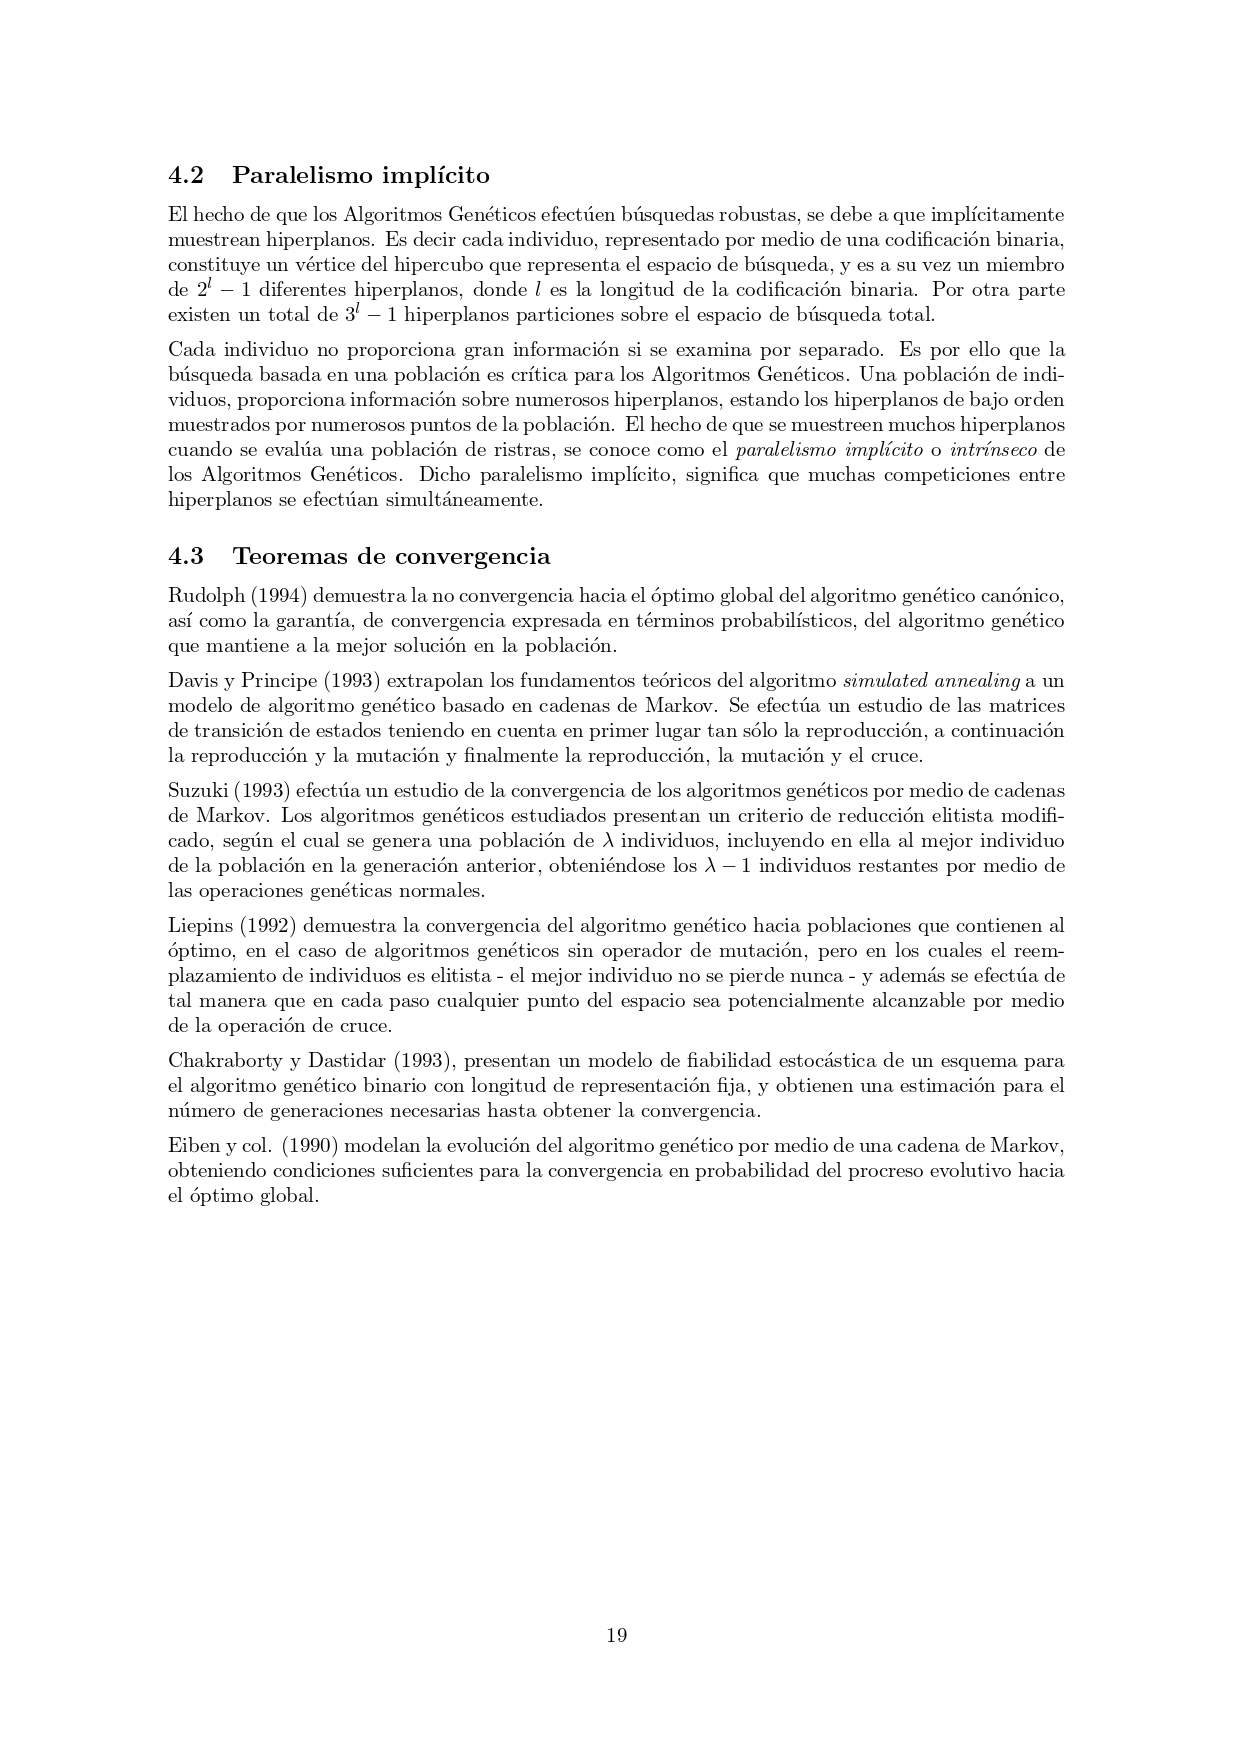 4.2 Paralelismo implícito
El hecho de que los Algoritmos Genéticos efectúen búsquedas robustas, se debe a que implícitamente
muestrean hiperplanos. Es decir cada individuo, representado por medio de una codificación binaria,
constituye un vértice del hipercubo que representa el espacio de búsqueda, y es a su vez un miembro
de 2^l − 1 diferentes hiperplanos, donde l es la longitud de la codificación binaria. Por otra parte
existen un total de 3^l − 1 hiperplanos particiones sobre el espacio de búsqueda total.
Cada individuo no proporciona gran información si se examina por separado. Es por ello que la
búsqueda basada en una población es crítica para los Algoritmos Genéticos. Una población de indi-
viduos, proporciona información sobre numerosos hiperplanos, estando los hiperplanos de bajo orden
muestrados por numerosos puntos de la población. El hecho de que se muestreen muchos hiperplanos
cuando se evalúa una población de ristras, se conoce como el paralelismo implícito o intrínseco de
los Algoritmos Genéticos. Dicho paralelismo implícito, significa que muchas competiciones entre
hiperplanos se efectúan simultáneamente.
4.3 Teoremas de convergencia
Rudolph (1994) demuestra la no convergencia hacia el óptimo global del algoritmo genético canónico,
así como la garantía, de convergencia expresada en términos probabilísticos, del algoritmo genético
que mantiene a la mejor solución en la población.
Davis y Principe (1993) extrapolan los fundamentos teóricos del algoritmo simulated annealing a un
modelo de algoritmo genético basado en cadenas de Markov. Se efectúa un estudio de las matrices
de transición de estados teniendo en cuenta en primer lugar tan sólo la reproducción, a continuación
la reproducción y la mutación y finalmente la reproducción, la mutación y el cruce.
Suzuki (1993) efectúa un estudio de la convergencia de los algoritmos genéticos por medio de cadenas
de Markov. Los algoritmos genéticos estudiados presentan un criterio de reducción elitista modifi-
cado, según el cual se genera una población de λ individuos, incluyendo en ella al mejor individuo
de la población en la generación anterior, obteniéndose los λ − 1 individuos restantes por medio de
las operaciones genéticas normales.
Liepins (1992) demuestra la convergencia del algoritmo genético hacia poblaciones que contienen al
óptimo, en el caso de algoritmos genéticos sin operador de mutación, pero en los cuales el reem-
plazamiento de individuos es elitista - el mejor individuo no se pierde nunca - y además se efectúa de
tal manera que en cada paso cualquier punto del espacio sea potencialmente alcanzable por medio
de la operación de cruce.
Chakraborty y Dastidar (1993), presentan un modelo de fiabilidad estocástica de un esquema para
el algoritmo genético binario con longitud de representación fija, y obtienen una estimación para el
número de generaciones necesarias hasta obtener la convergencia.
Eiben y col. (1990) modelan la evolución del algoritmo genético por medio de una cadena de Markov,
obteniendo condiciones suficientes para la convergencia en probabilidad del procreso evolutivo hacia
el óptimo global.
19